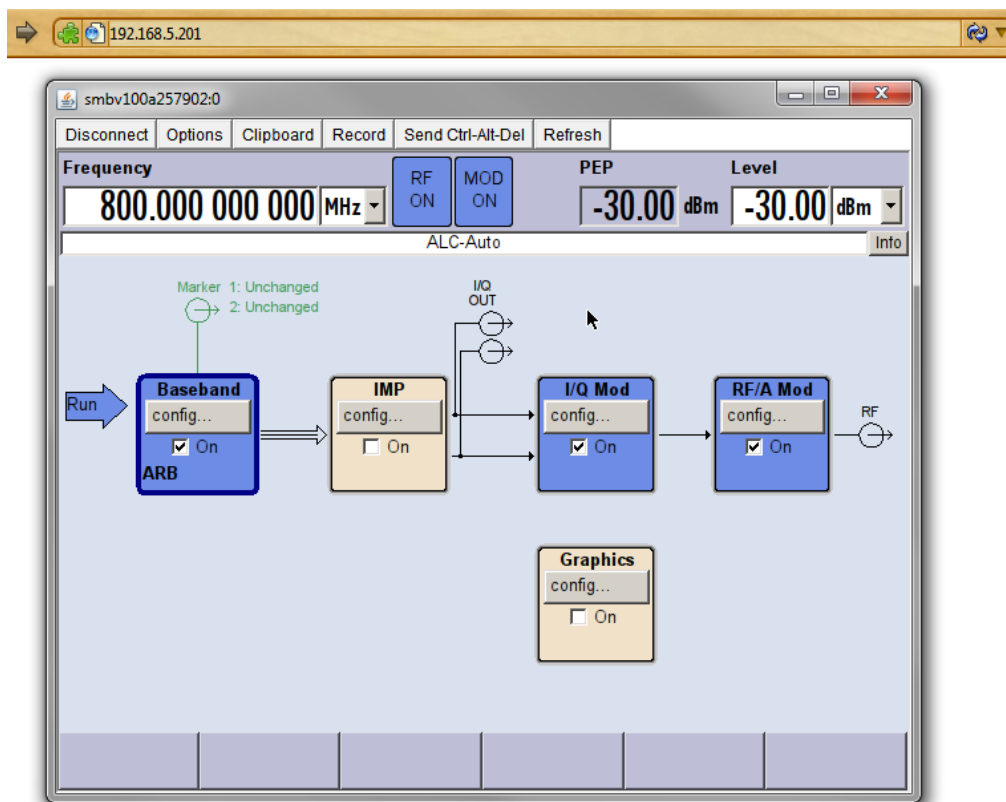 192.168.5.201
smbv100a257902:0
Disconnect Options Clipboard Record Send Ctrl-Alt-Del Refresh
Frequency
800.000 000 000 MHz
RF
ON
MOD
ON
PEP
-30.00 dBm
Level
-30.00 dBm
ALC-Auto
Info
Marker 1: Unchanged
2: Unchanged
I/Q
OUT
Run
Baseband
config...
On
ARB
IMP
config...
On
I/Q Mod
config...
On
RF/A Mod
config...
On
RF
Graphics
config...
On